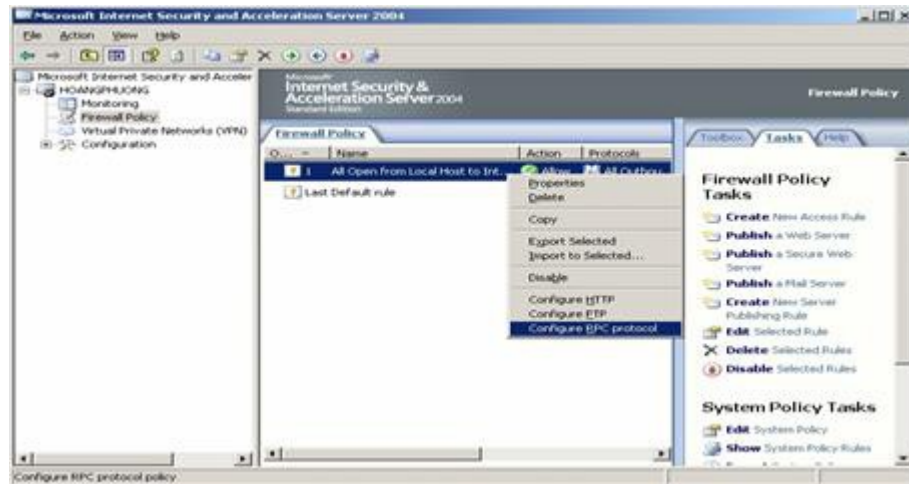 Microsoft Internet Security and Acceleration Server 2004
File Action View Help
Microsoft Internet Security and Acceler
HOANGPHUONG
Monitoring
Firewall Policy
Virtual Private Networks (VPN)
Configuration
Microsoft
Internet Security &
Acceleration Server 2004
Standard Edition
Firewall Policy
Firewall Policy
O... Name Action Protocols
1 All Open from Local Host to Int... Allow All Outbou...
Last Default rule
Properties
Delete
Copy
Export Selected
Import to Selected...
Disable
Configure HTTP
Configure FTP
Configure RPC protocol
Toolbox Tasks Help
Firewall Policy
Tasks
Create New Access Rule
Publish a Web Server
Publish a Secure Web
Server
Publish a Mail Server
Create New Server
Publishing Rule
Edit Selected Rule
Delete Selected Rules
Disable Selected Rules
System Policy Tasks
Edit System Policy
Show System Policy Rules
Configure RPC protocol policy